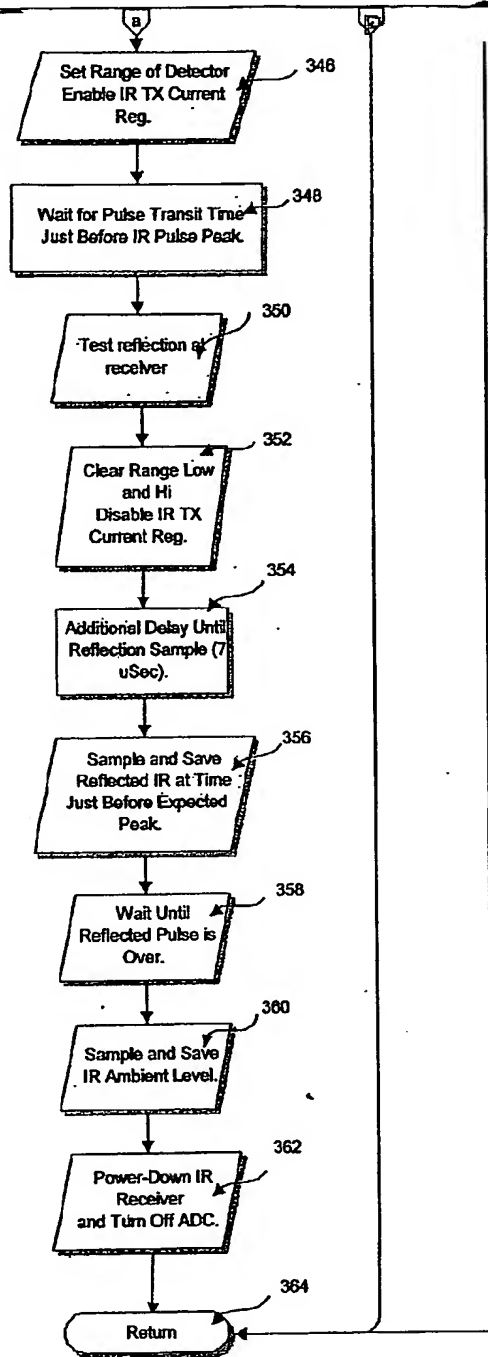 a
Set Range of Detector
Enable IR TX Current
Reg.
346
Wait for Pulse Transit Time
Just Before IR Pulse Peak.
348
Test reflection at
receiver
350
Clear Range Low
and Hi
Disable IR TX
Current Reg.
352
Additional Delay Until
Reflection Sample (7
uSec).
354
Sample and Save
Reflected IR at Time
Just Before Expected
Peak.
356
Wait Until
Reflected Pulse is
Over.
358
Sample and Save
IR Ambient Level.
360
Power-Down IR
Receiver
and Turn Off ADC.
362
Return
364